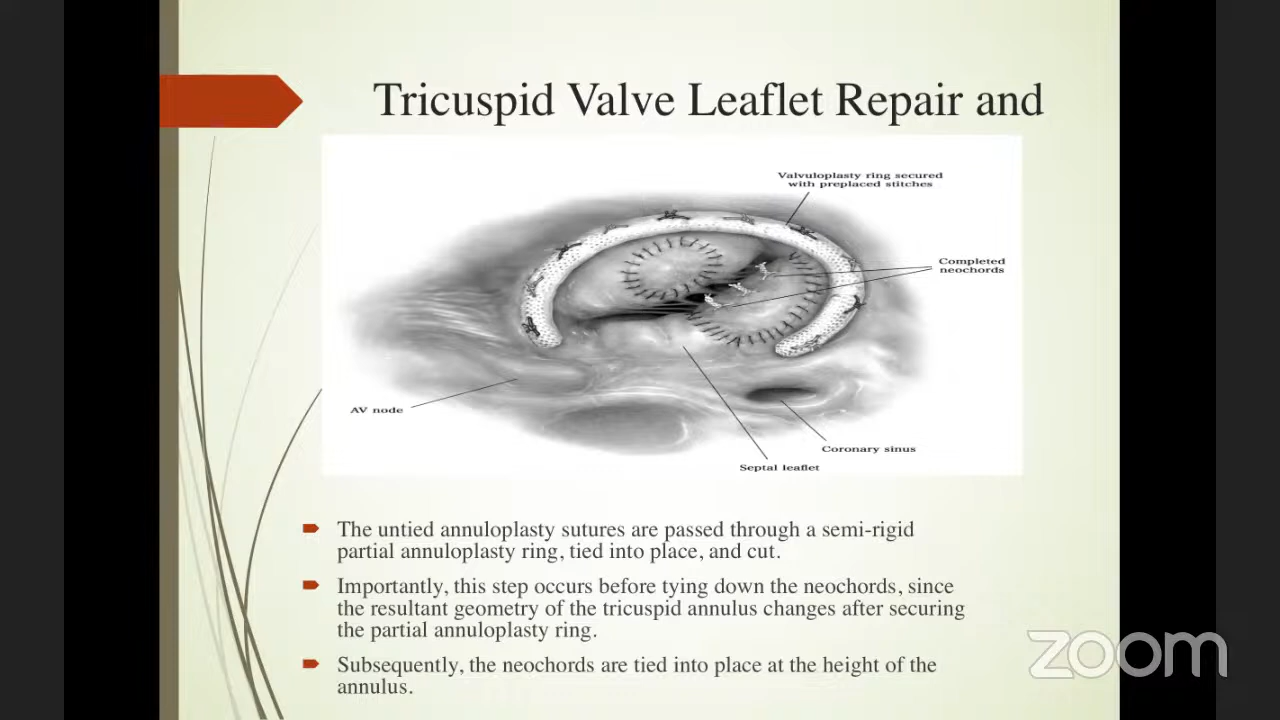 Tricuspid Valve Leaflet Repair and
Valvuloplasty ring secured
with preplaced stitches
Completed
neochords
AV node
Coronary sinus
Septal leaflet
The untied annuloplasty sutures are passed through a semi-rigid
partial annuloplasty ring, tied into place, and cut.
Importantly, this step occurs before tying down the neochords, since
the resultant geometry of the tricuspid annulus changes after securing
the partial annuloplasty ring.
Subsequently, the neochords are tied into place at the height of the
annulus.
zoom